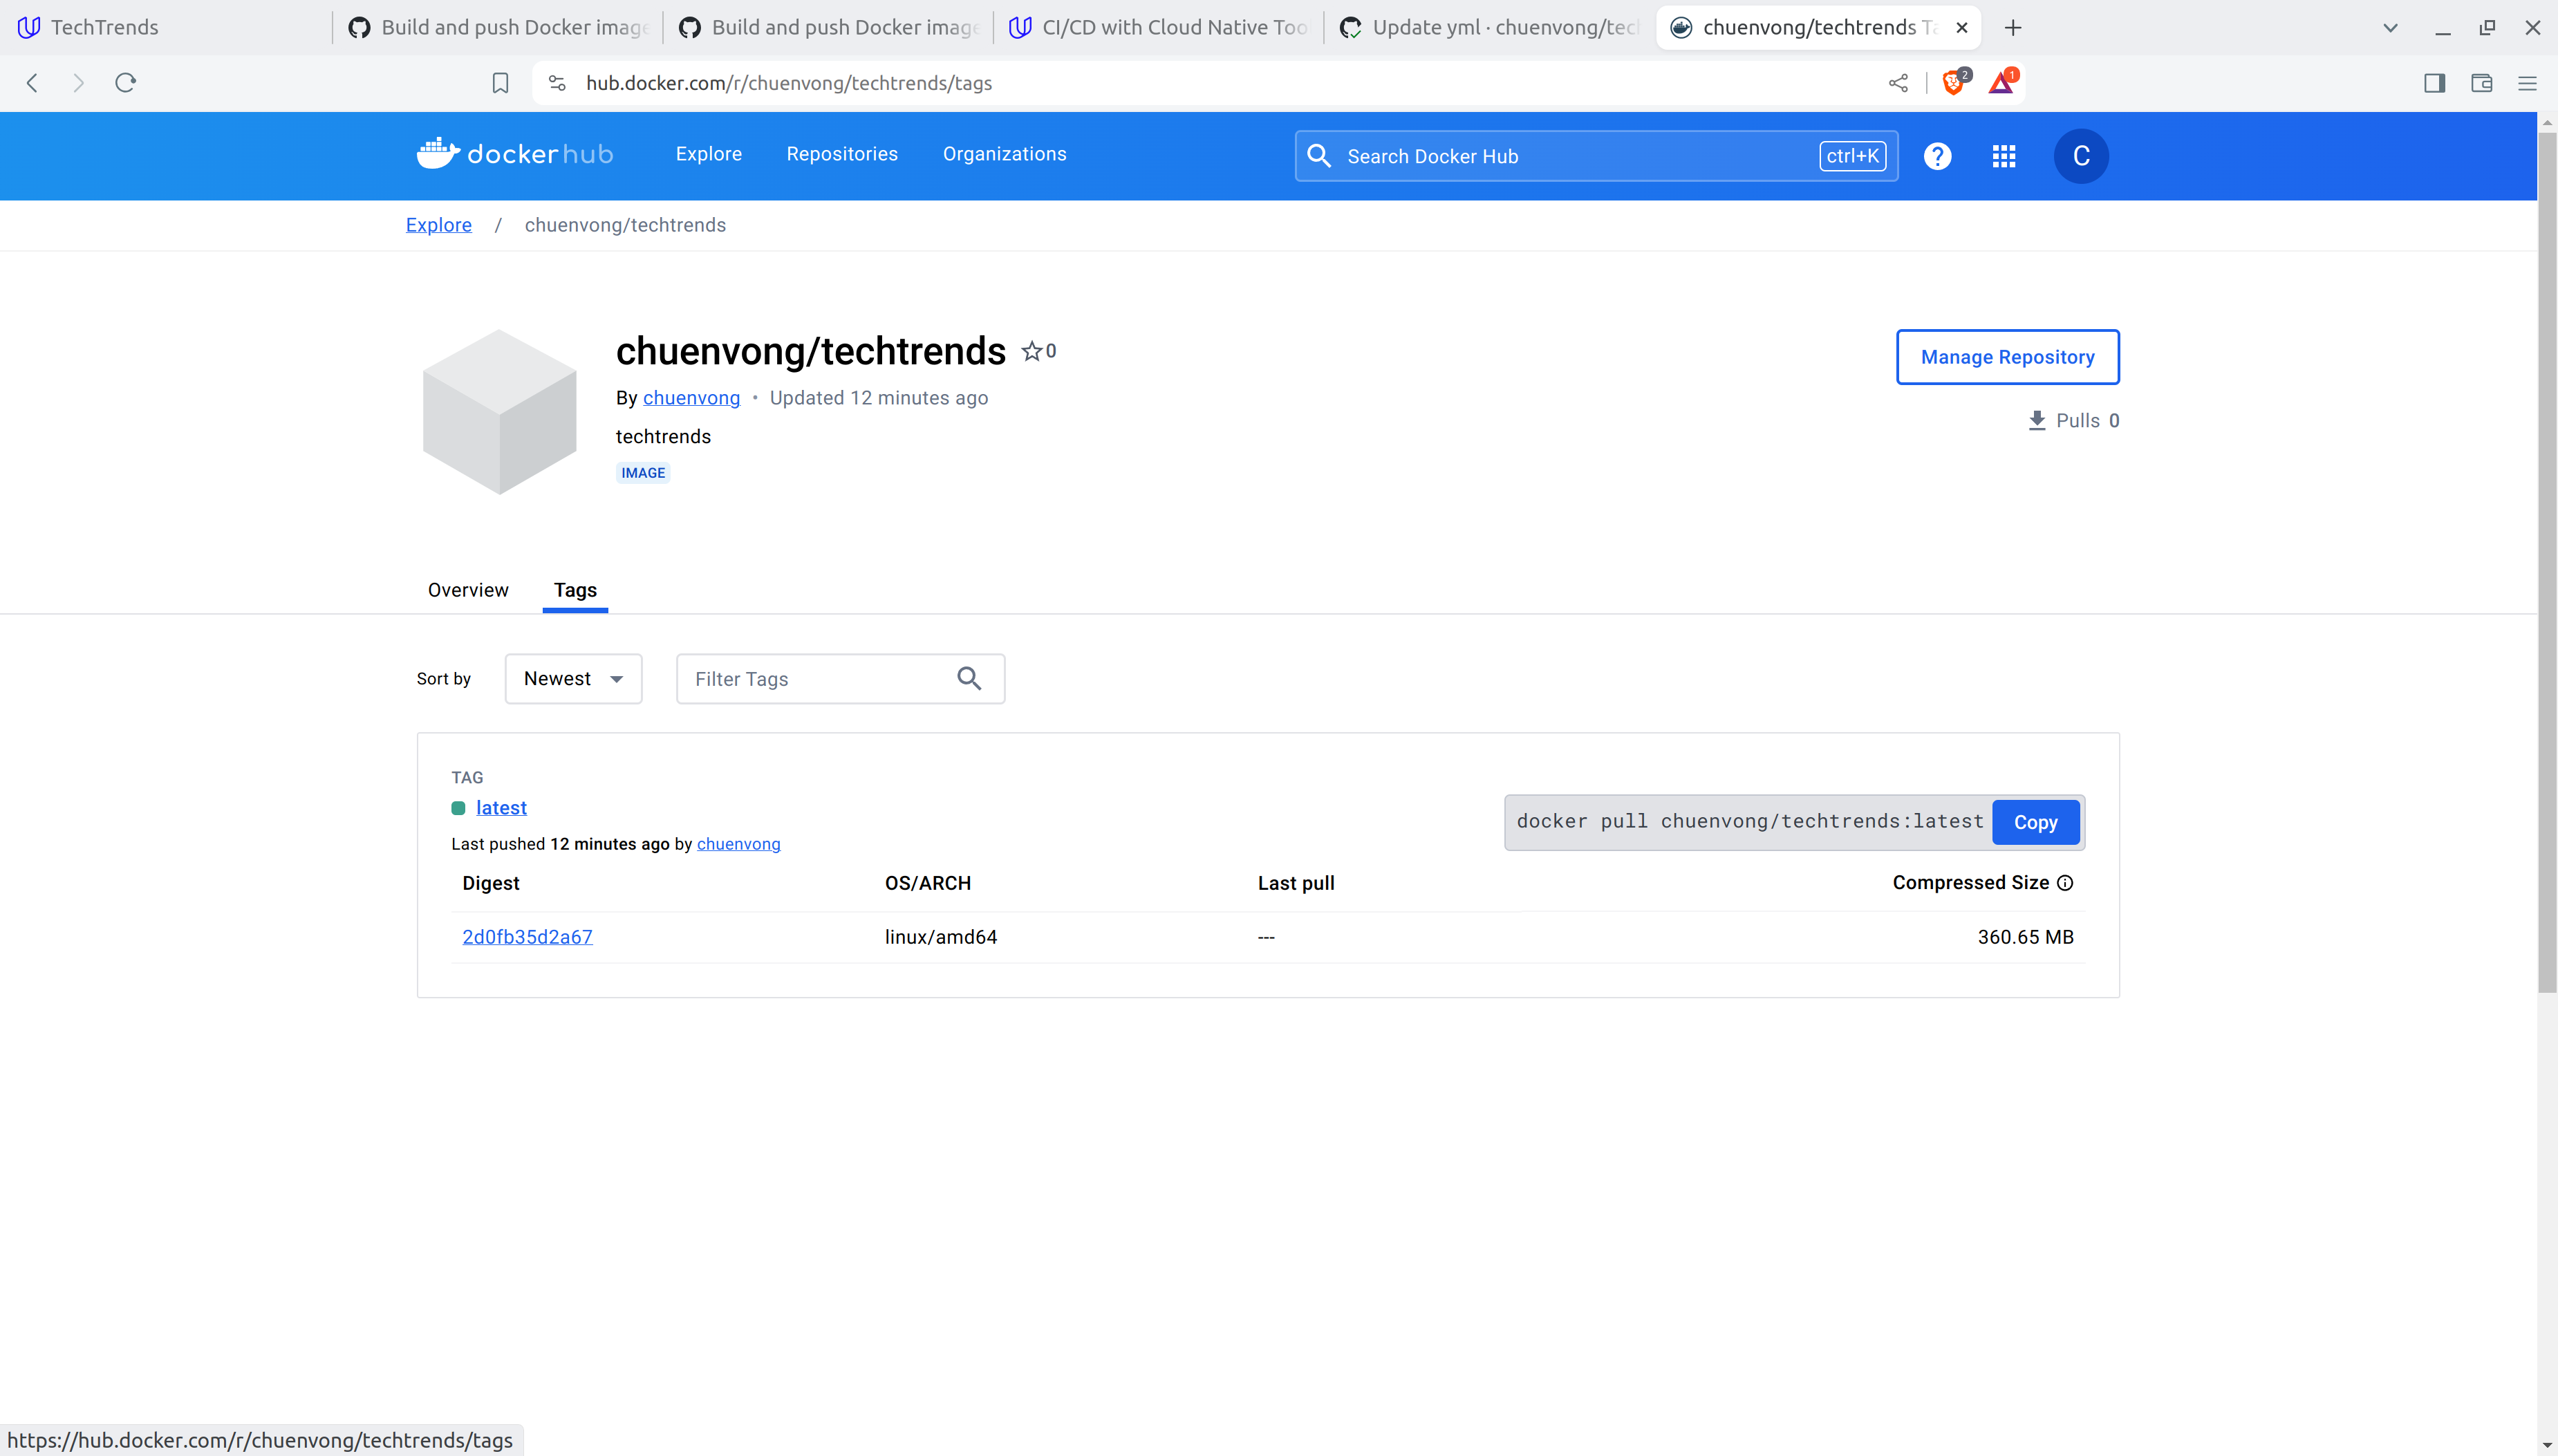 TechTrends
Build and push Docker image
Build and push Docker image
CI/CD with Cloud Native Too
Update yml · chuenvong/tec
chuenvong/techtrends Ta
hub.docker.com/r/chuenvong/techtrends/tags
2
1
dockerhub
Explore
Repositories
Organizations
Search Docker Hub
ctrl+K
?
C
Explore / chuenvong/techtrends
chuenvong/techtrends
0
Manage Repository
By chuenvong • Updated 12 minutes ago
Pulls 0
techtrends
IMAGE
Overview
Tags
Sort by
Newest
Filter Tags
TAG
latest
docker pull chuenvong/techtrends:latest
Copy
Last pushed 12 minutes ago by chuenvong
Digest
OS/ARCH
Last pull
Compressed Size
2d0fb35d2a67
linux/amd64
---
360.65 MB
https://hub.docker.com/r/chuenvong/techtrends/tags